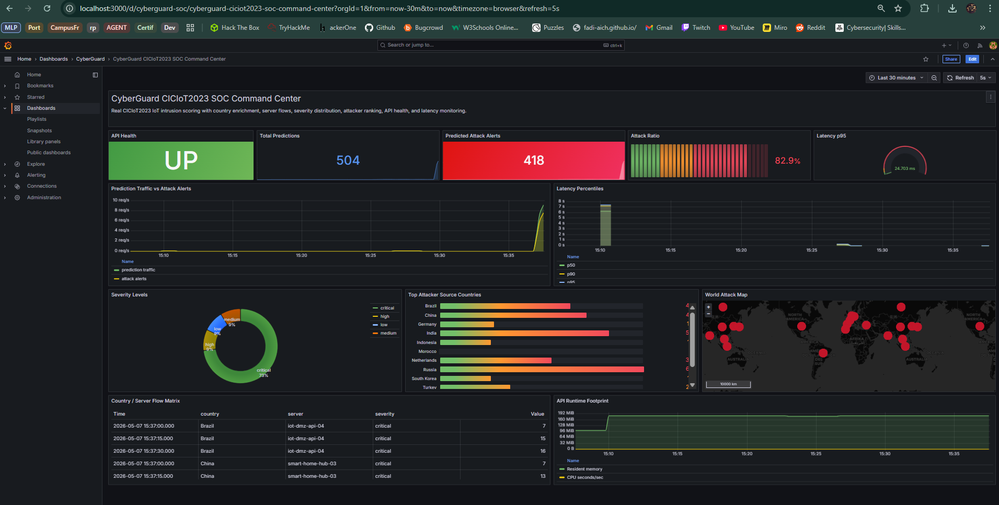 localhost:3000/d/cyberguard-soc/cyberguard-ciciot2023-soc-command-center?orgId=1&from=now-30m&to=now&timezone=browser&refresh=5s
MLP Port CampusFr rp AGENT Certif Dev Hack The Box TryHackMe ackerOne Github Bugcrowd W3Schools Online... Puzzles fadi-aich.github.io/ Gmail Twitch YouTube Miro Reddit Cybersecurity| Skills...
Search or jump to... ctrl+k
Home › Dashboards › CyberGuard › CyberGuard CICIoT2023 SOC Command Center
Share Edit
Home
Bookmarks
Starred
Dashboards
Playlists
Snapshots
Library panels
Public dashboards
Explore
Alerting
Connections
Administration
Last 30 minutes Refresh 5s
CyberGuard CICIoT2023 SOC Command Center
Real CICIoT2023 IoT intrusion scoring with country enrichment, server flows, severity distribution, attacker ranking, API health, and latency monitoring.
API Health
UP
Total Predictions
504
Predicted Attack Alerts
418
Attack Ratio
82.9%
Latency p95
24.703 ms
Prediction Traffic vs Attack Alerts
10 req/s
8 req/s
6 req/s
4 req/s
2 req/s
0 req/s
15:10 15:15 15:20 15:25 15:30 15:35
Name
prediction traffic
attack alerts
Latency Percentiles
8 s
7 s
6 s
5 s
4 s
3 s
2 s
1 s
0 s
15:10 15:15 15:20 15:25 15:30 15:35
Name
p50
p90
p95
Severity Levels
medium
9%
low
9%
high
9%
critical
73%
critical
high
low
medium
Top Attacker Source Countries
Brazil 4
China 4
Germany 1
India 5
Indonesia
Morocco
Netherlands 3
Russia 6
South Korea
Turkey 2
World Attack Map
+
−
NORTH AMERICA
NORTH AMERICA
AFRIKA /
OCEANIA
OCEANIA
AUSTRALIA
AUSTRALIA
DEL SUD
10000 km
Country / Server Flow Matrix
Time country server severity Value
2026-05-07 15:37:00.000 Brazil iot-dmz-api-04 critical 7
2026-05-07 15:37:15.000 Brazil iot-dmz-api-04 critical 15
2026-05-07 15:37:30.000 Brazil iot-dmz-api-04 critical 16
2026-05-07 15:37:00.000 China smart-home-hub-03 critical 7
2026-05-07 15:37:15.000 China smart-home-hub-03 critical 13
API Runtime Footprint
192 MiB
160 MiB
128 MiB
96 MiB
64 MiB
32 MiB
0 B
15:10 15:15 15:20 15:25 15:30 15:35
Name
Resident memory
CPU seconds/sec